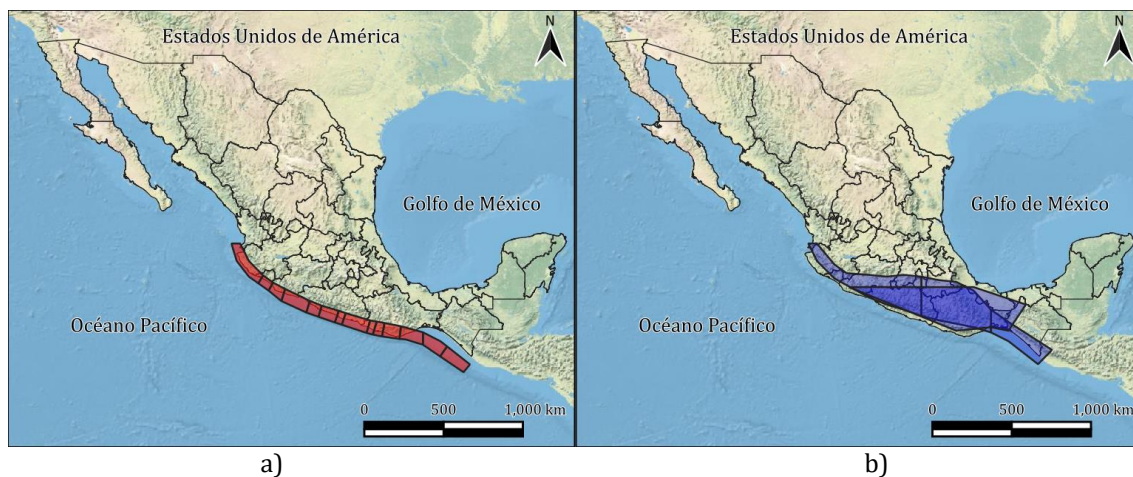 Estados Unidos de América
N
Golfo de México
Océano Pacífico
0 500 1,000 km
a)
Estados Unidos de América
N
Golfo de México
Océano Pacífico
0 500 1,000 km
b)